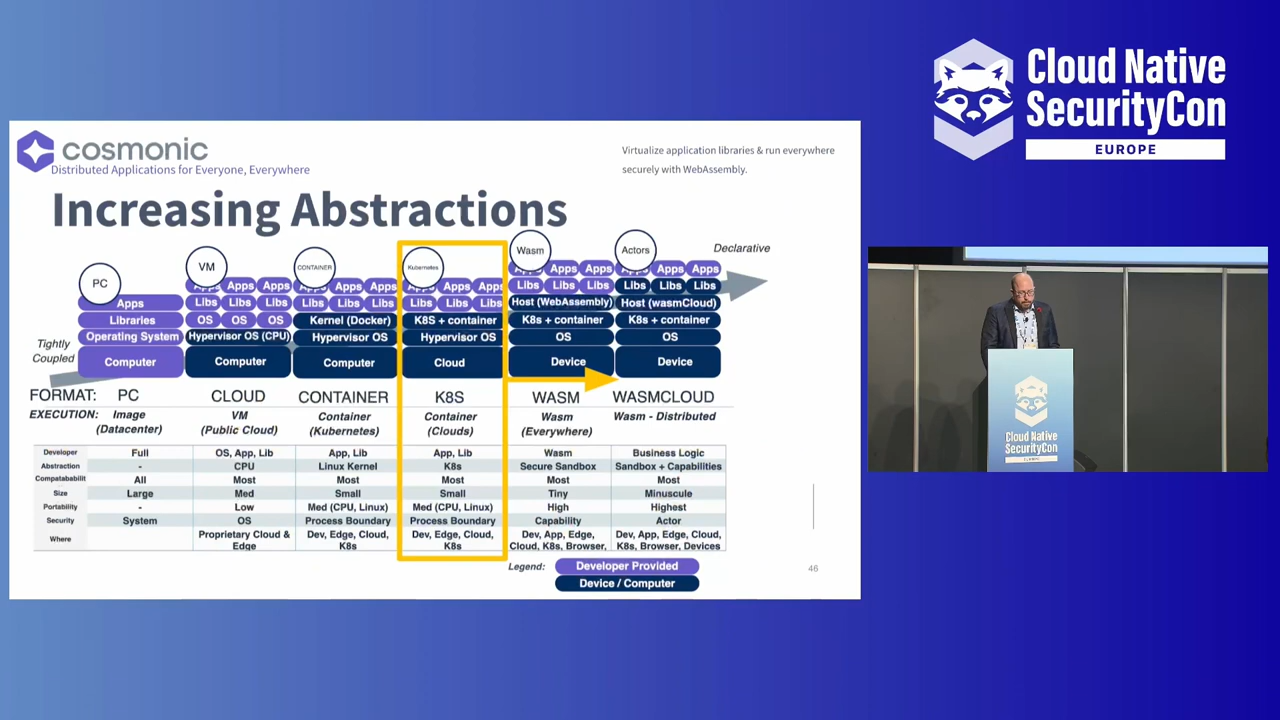 Cloud Native
SecurityCon
EUROPE
cosmonic
Distributed Applications for Everyone, Everywhere
Virtualize application libraries & run everywhere
securely with WebAssembly.
Increasing Abstractions
Declarative
Tightly
Coupled
PC
Apps
Libraries
Operating System
Computer
VM
Apps Apps Apps
Libs Libs Libs
OS OS OS
Hypervisor OS (CPU)
Computer
CONTAINER
Apps Apps Apps
Libs Libs Libs
Kernel (Docker)
Hypervisor OS
Computer
Kubernetes
Apps Apps Apps
Libs Libs Libs
K8S + container
Hypervisor OS
Cloud
Wasm
Apps Apps Apps
Libs Libs Libs
Host (WebAssembly)
K8s + container
OS
Device
Actors
Apps Apps Apps
Libs Libs Libs
Host (wasmCloud)
K8s + container
OS
Device
FORMAT: PC CLOUD CONTAINER K8S WASM WASMCLOUD
EXECUTION: Image (Datacenter) VM (Public Cloud) Container (Kubernetes) Container (Clouds) Wasm (Everywhere) Wasm - Distributed
Developer Full OS, App, Lib App, Lib App, Lib Wasm Business Logic
Abstraction - CPU Linux Kernel K8s Secure Sandbox Sandbox + Capabilities
Compatababilit All Most Most Most Most Most
Size Large Med Small Small Tiny Minuscule
Portability - Low Med (CPU, Linux) Med (CPU, Linux) High Highest
Security System OS Process Boundary Process Boundary Capability Actor
Where Proprietary Cloud & Edge Dev, Edge, Cloud, K8s Dev, Edge, Cloud, K8s Dev, App, Edge, Cloud, K8s, Browser, Dev, App, Edge, Cloud, K8s, Browser, Devices
Legend: Developer Provided
Device / Computer
46
Cloud Native
SecurityCon